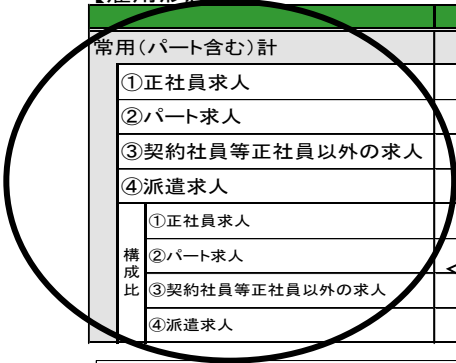 常用(パート含む)計
①正社員求人
②パート求人
③契約社員等正社員以外の求人
④派遣求人
構成比
①正社員求人
②パート求人
③契約社員等正社員以外の求人
④派遣求人